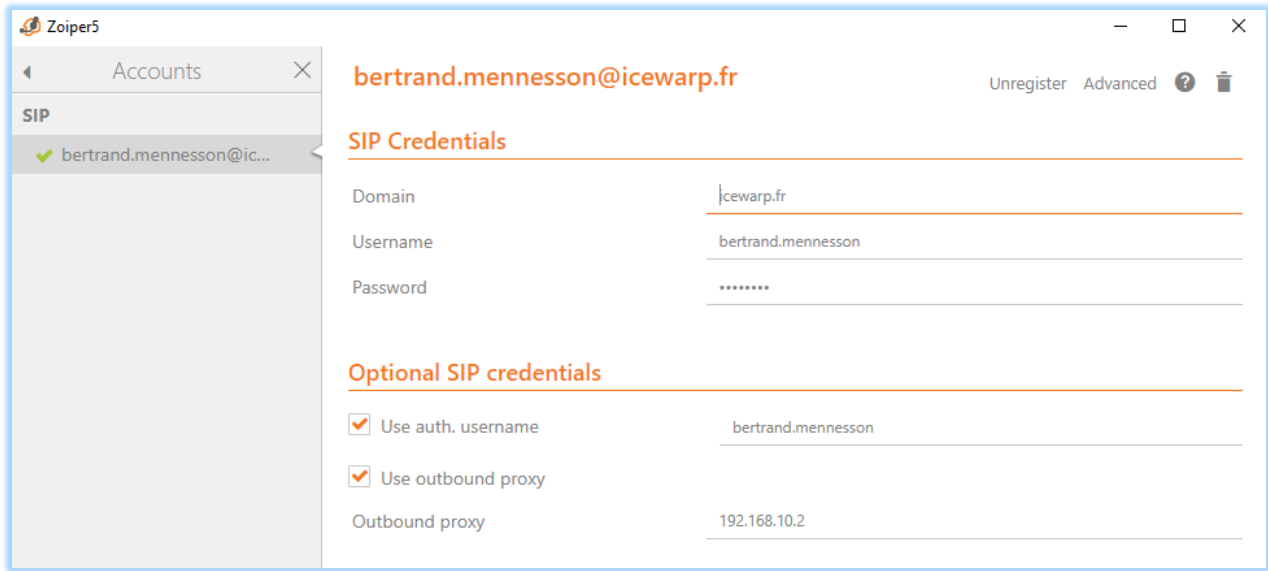 Zoiper5
Accounts
SIP
bertrand.mennesson@ic...
bertrand.mennesson@icewarp.fr
Unregister Advanced ?
SIP Credentials
Domain icewarp.fr
Username bertrand.mennesson
Password ••••••••
Optional SIP credentials
Use auth. username bertrand.mennesson
Use outbound proxy
Outbound proxy 192.168.10.2